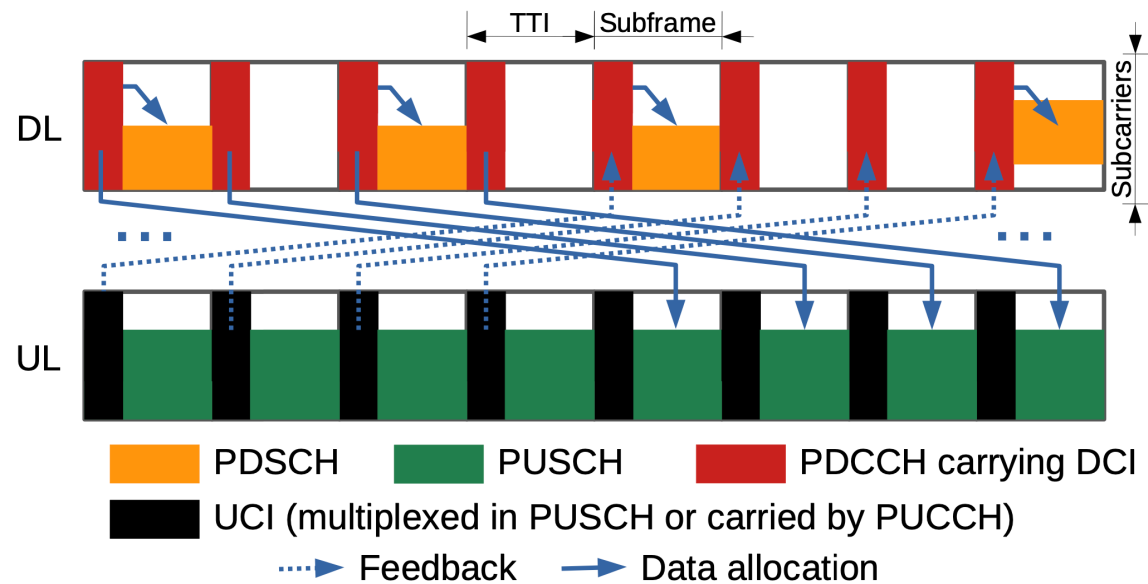 TTI
Subframe
DL
Subcarriers
UL
PDSCH
PUSCH
PDCCH carrying DCI
UCI (multiplexed in PUSCH or carried by PUCCH)
Feedback
Data allocation